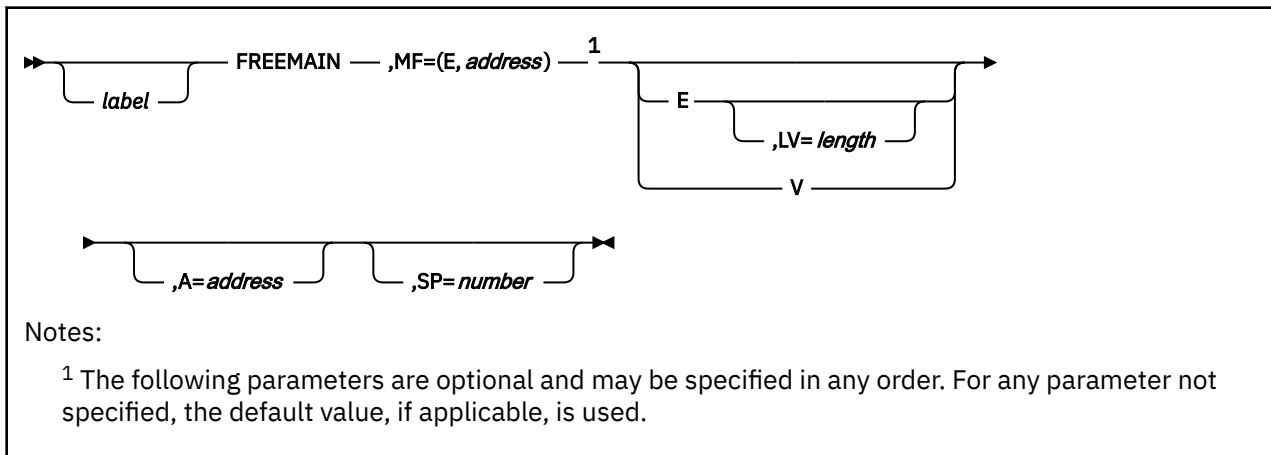 FREEMAIN ,MF=(E, address) 1
label
E
,LV= length
V
,A= address ,SP= number
Notes:
1 The following parameters are optional and may be specified in any order. For any parameter not
specified, the default value, if applicable, is used.